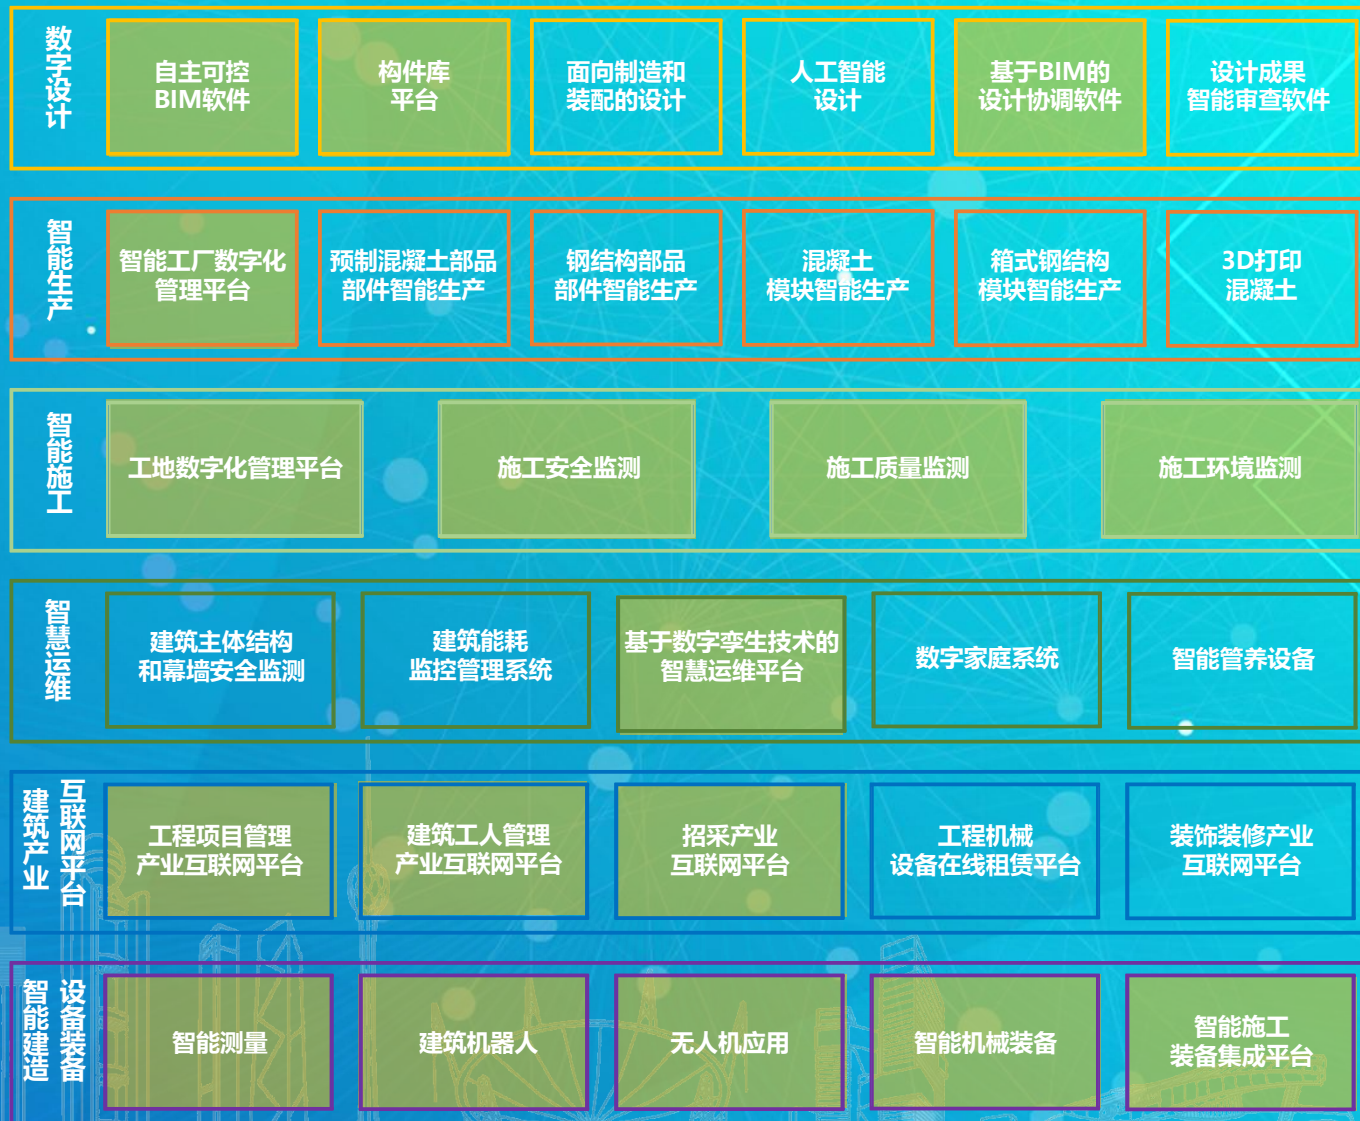 数字设计
自主可控
BIM软件
构件库
平台
面向制造和
装配的设计
人工智能
设计
基于BIM的
设计协调软件
设计成果
智能审查软件
智能生产
智能工厂数字化
管理平台
预制混凝土部品
部件智能生产
钢结构部品
部件智能生产
混凝土
模块智能生产
箱式钢结构
模块智能生产
3D打印
混凝土
智能施工
工地数字化管理平台
施工安全监测
施工质量监测
施工环境监测
智慧运维
建筑主体结构
和幕墙安全监测
建筑能耗
监控管理系统
基于数字孪生技术的
智慧运维平台
数字家庭系统
智能管养设备
建筑产业
互联网平台
工程项目管理
产业互联网平台
建筑工人管理
产业互联网平台
招采产业
互联网平台
工程机械
设备在线租赁平台
装饰装修产业
互联网平台
智能建造
设备装备
智能测量
建筑机器人
无人机应用
智能机械装备
智能施工
装备集成平台